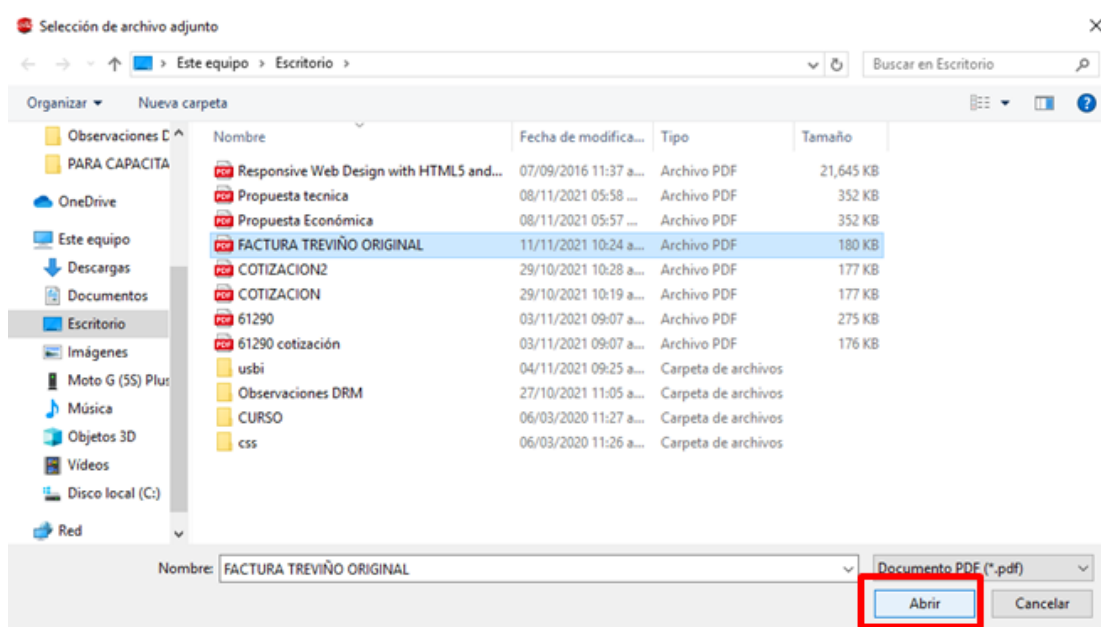 Selección de archivo adjunto
Este equipo > Escritorio >
Buscar en Escritorio
Organizar
Nueva carpeta
Observaciones D
PARA CAPACITA
OneDrive
Este equipo
Descargas
Documentos
Escritorio
Imágenes
Moto G (5S) Plus
Música
Objetos 3D
Vídeos
Disco local (C:)
Red
Nombre Fecha de modifica... Tipo Tamaño
PDF Responsive Web Design with HTML5 and... 07/09/2016 11:37 a... Archivo PDF 21,645 KB
PDF Propuesta tecnica 08/11/2021 05:58 ... Archivo PDF 352 KB
PDF Propuesta Económica 08/11/2021 05:57 ... Archivo PDF 352 KB
PDF FACTURA TREVIÑO ORIGINAL 11/11/2021 10:24 a... Archivo PDF 180 KB
PDF COTIZACION2 29/10/2021 10:28 a... Archivo PDF 177 KB
PDF COTIZACION 29/10/2021 10:19 a... Archivo PDF 177 KB
PDF 61290 03/11/2021 09:07 a... Archivo PDF 275 KB
PDF 61290 cotización 03/11/2021 09:07 a... Archivo PDF 176 KB
usbi 04/11/2021 09:25 a... Carpeta de archivos
Observaciones DRM 27/10/2021 11:05 a... Carpeta de archivos
CURSO 06/03/2020 11:27 a... Carpeta de archivos
css 06/03/2020 11:26 a... Carpeta de archivos
Nombre: FACTURA TREVIÑO ORIGINAL
Documento PDF (*.pdf)
Abrir
Cancelar